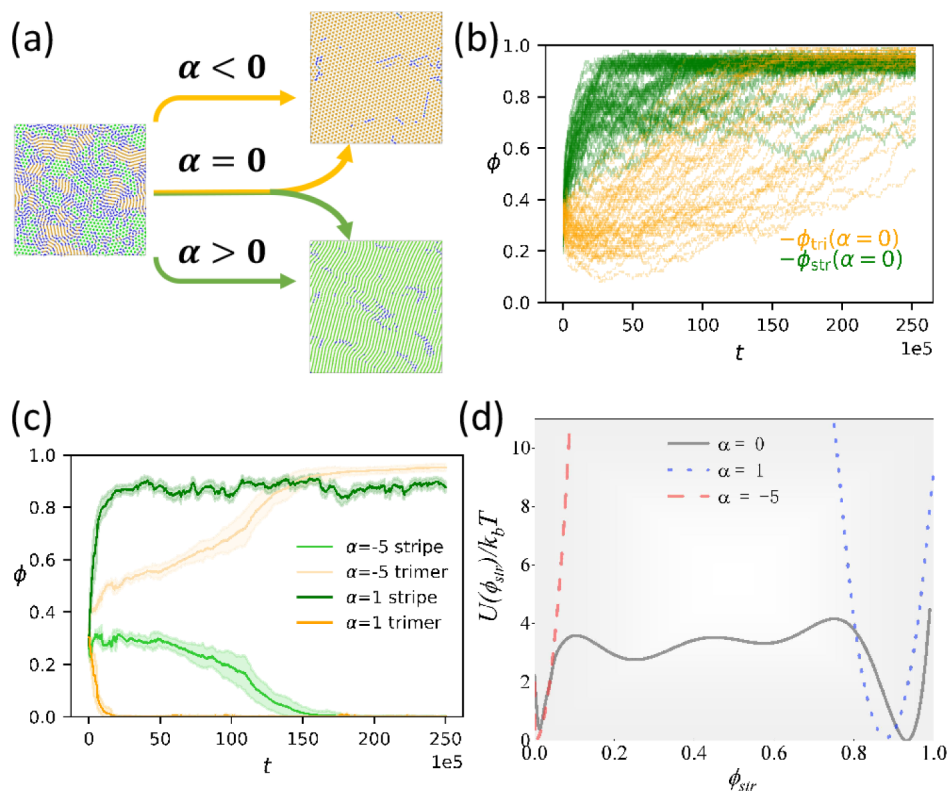 (a)
α < 0
α = 0
α > 0
(b)
1.0
0.8
0.6
0.4
0.2
0.0
ϕ
−ϕtri(α = 0)
−ϕstr(α = 0)
0 50 100 150 200 250
t
1e5
(c)
1.0
0.8
0.6
0.4
0.2
0.0
ϕ
α=-5 stripe
α=-5 trimer
α=1 stripe
α=1 trimer
0 50 100 150 200 250
t
1e5
(d)
10
8
6
4
2
0
U(ϕstr)/kbT
α = 0
α = 1
α = -5
0.0 0.2 0.4 0.6 0.8 1.0
ϕstr